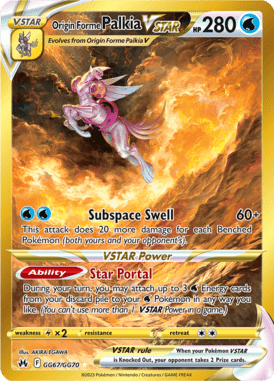 VSTAR Origin Forme Palkia VSTAR HP 280
Evolves from Origin Forme Palkia V
Subspace Swell 60+
This attack does 20 more damage for each Benched
Pokémon (both yours and your opponent's).
VSTAR Power
Ability Star Portal
During your turn, you may attach up to 3 Energy cards
from your discard pile to your Pokémon in any way you
like. (You can't use more than 1 VSTAR Power in a game.)
weakness ×2 resistance retreat
Illus. AKIRA EGAWA
VSTAR rule When your Pokémon VSTAR
is Knocked Out, your opponent takes 2 Prize cards.
F GG67/GG70
©2023 Pokémon / Nintendo / Creatures / GAME FREAK